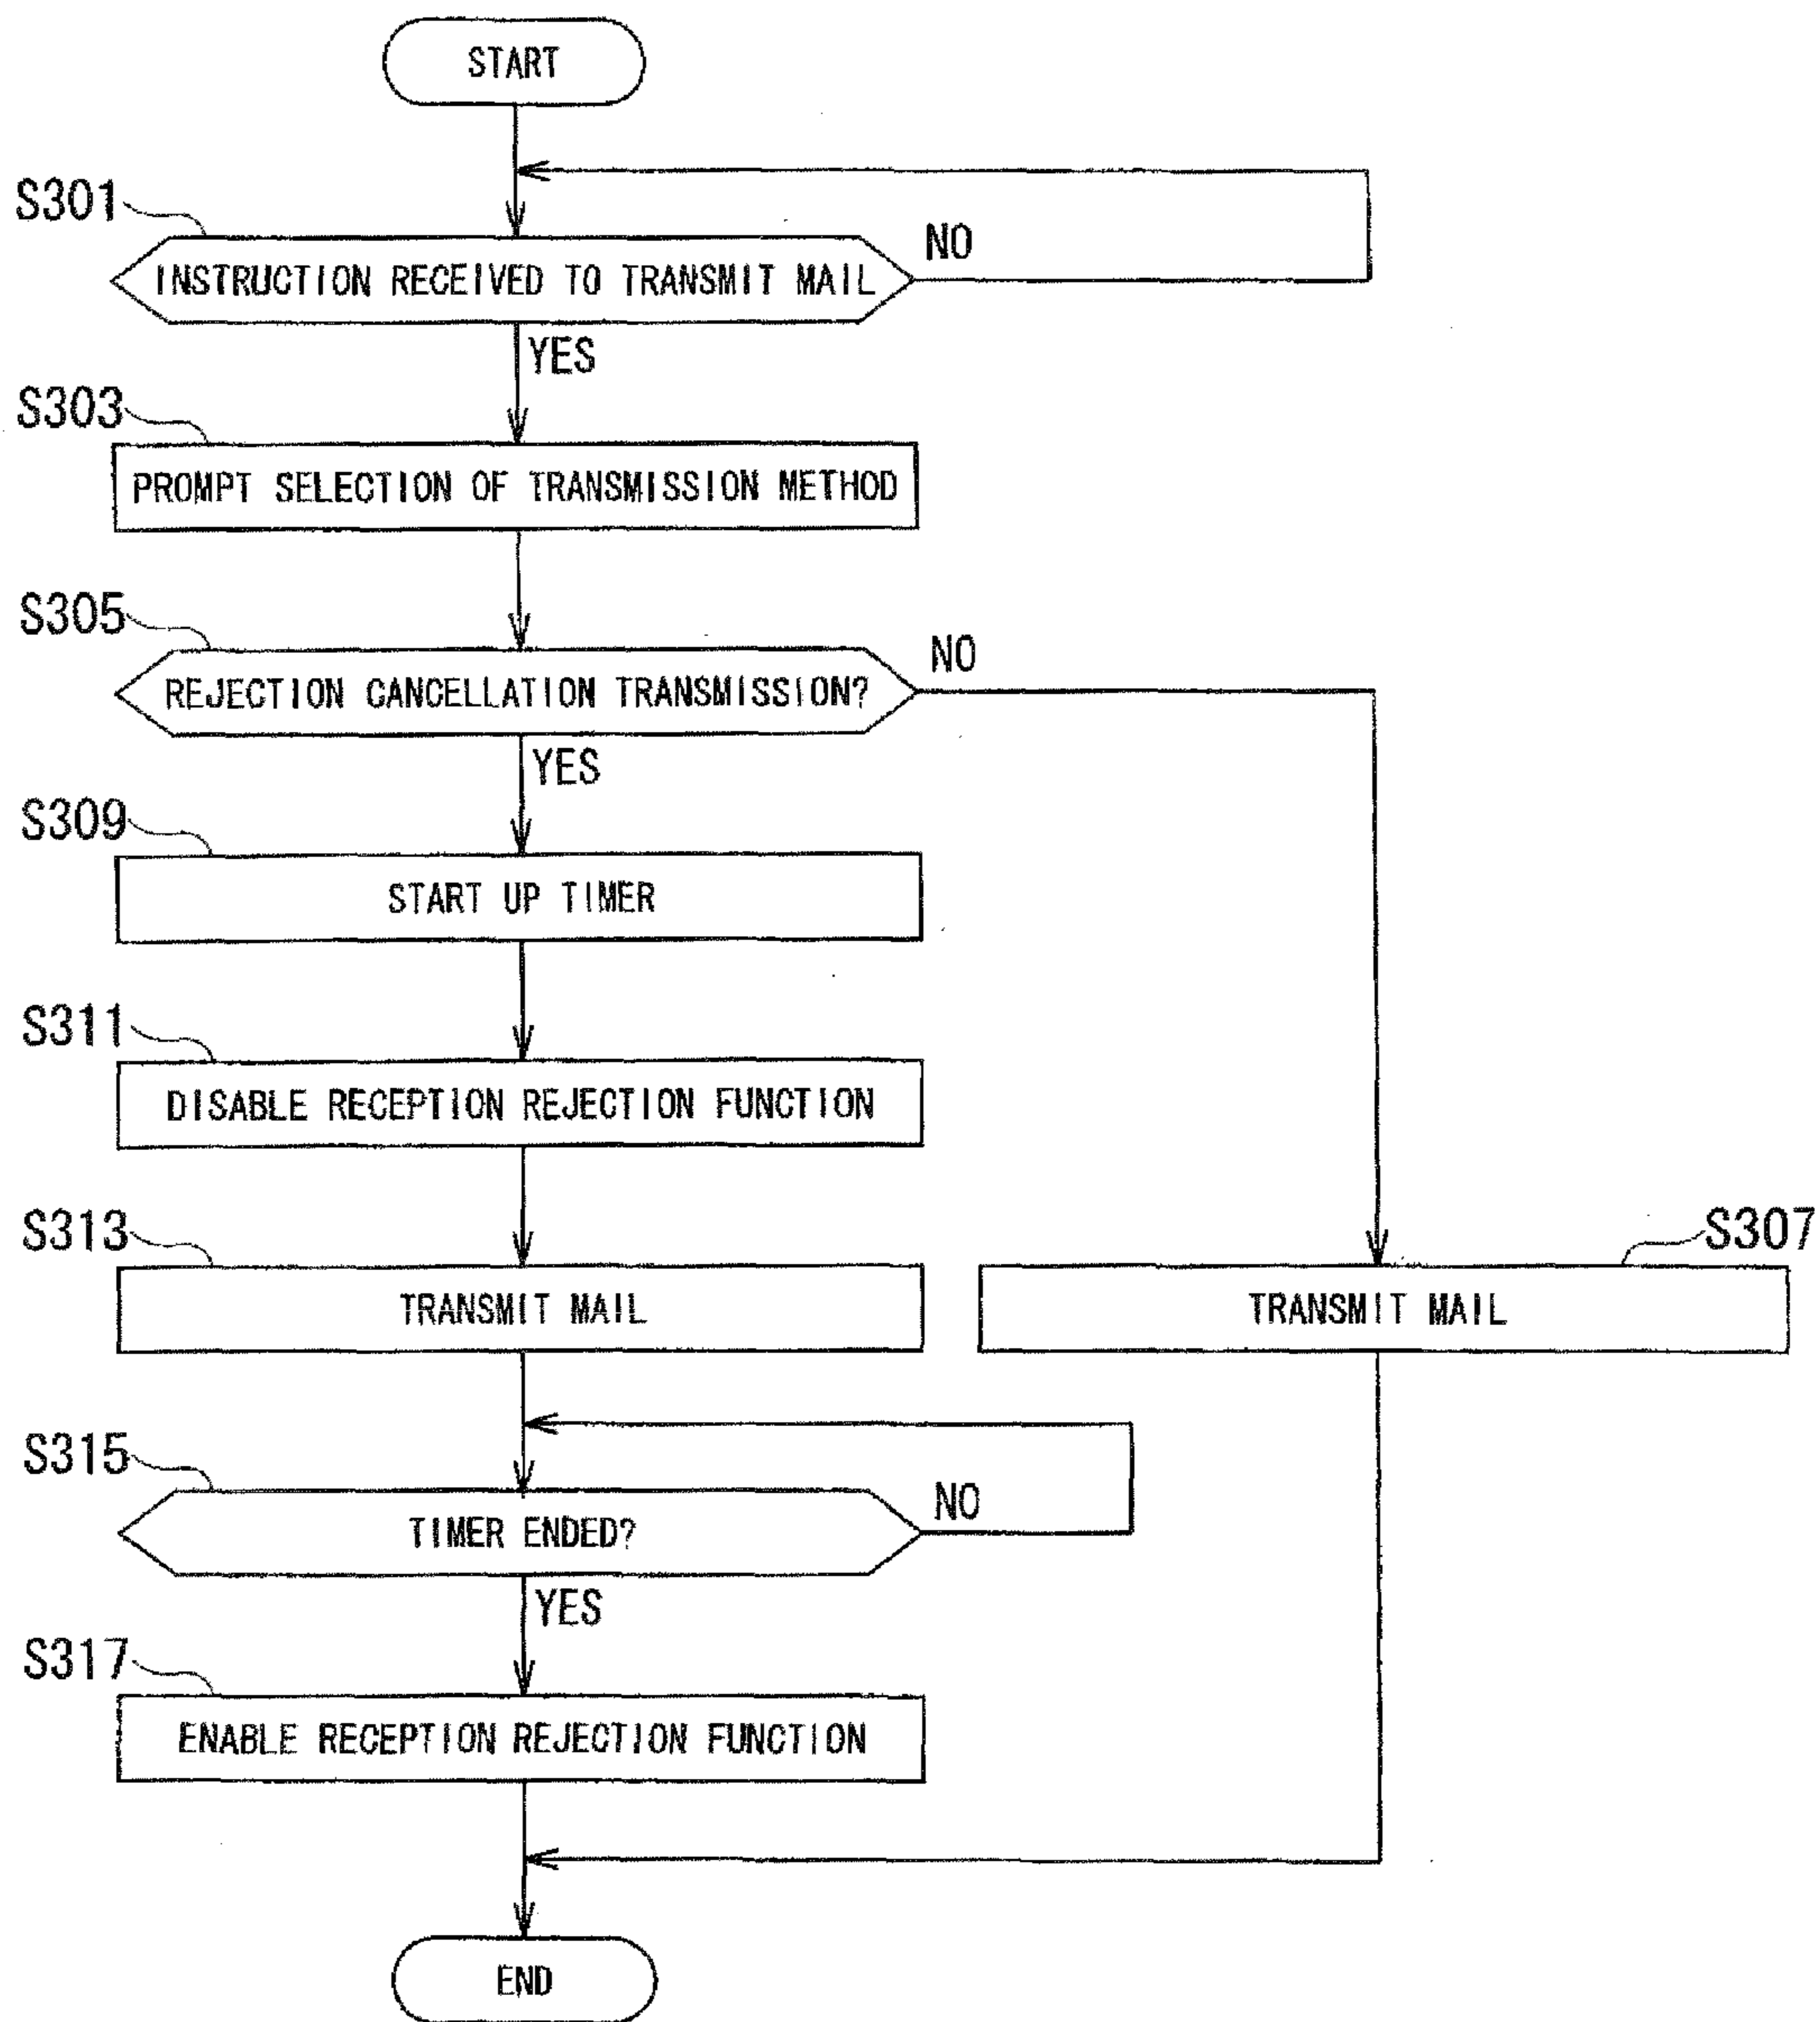 START
S301
INSTRUCTION RECEIVED TO TRANSMIT MAIL
NO
YES
S303
PROMPT SELECTION OF TRANSMISSION METHOD
S305
REJECTION CANCELLATION TRANSMISSION?
NO
YES
S309
START UP TIMER
S311
DISABLE RECEPTION REJECTION FUNCTION
S313
TRANSMIT MAIL
S307
TRANSMIT MAIL
S315
TIMER ENDED?
NO
YES
S317
ENABLE RECEPTION REJECTION FUNCTION
END